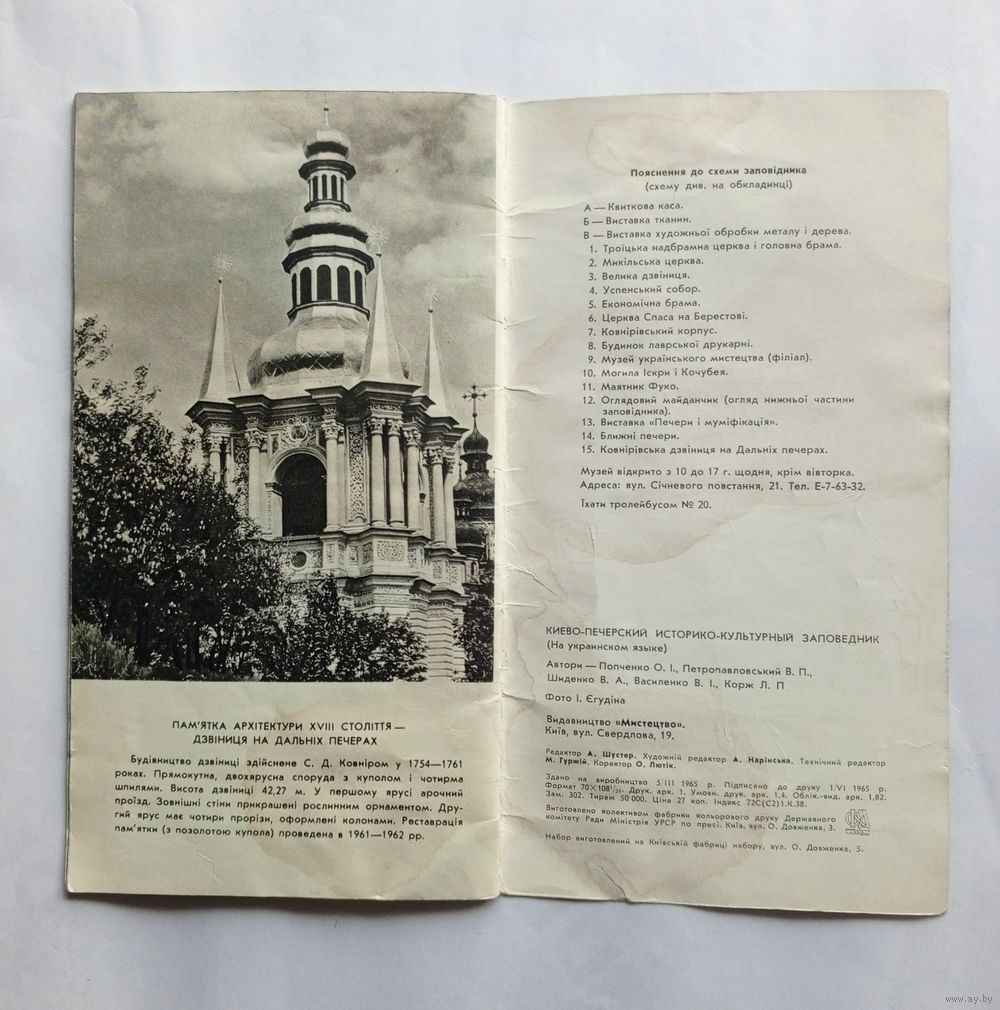 ПАМ'ЯТКА АРХІТЕКТУРИ XVIII СТОЛІТТЯ—
ДЗВІНИЦЯ НА ДАЛЬНІХ ПЕЧЕРАХ
Будівництво дзвіниці здійснене С. Д. Ковніром у 1754—1761
роках. Прямокутна, двохярусна споруда з куполом і чотирма
шпилями. Висота дзвіниці 42,27 м. У першому ярусі арочний
проїзд. Зовнішні стіни прикрашені рослинним орнаментом. Дру-
гий ярус має чотири прорізи, оформлені колонами. Реставрація
пам'ятки (з позолотою купола) проведена в 1961—1962 рр.
Пояснення до схеми заповідника
(схему див. на обкладинці)
А — Квиткова каса.
Б — Виставка тканин.
В — Виставка художньої обробки металу і дерева.
1. Троїцька надбрамна церква і головна брама.
2. Микільська церква.
3. Велика дзвіниця.
4. Успенський собор.
5. Економічна брама.
6. Церква Спаса на Берестові.
7. Ковнірівський корпус.
8. Будинок лаврської друкарні.
9. Музей українського мистецтва (філіал).
10. Могила Іскри і Кочубея.
11. Маятник Фуко.
12. Оглядовий майданчик (огляд нижньої частини
заповідника).
13. Виставка «Печери і муміфікація».
14. Ближні печери.
15. Ковнірівська дзвіниця на Дальніх печерах.
Музей відкрито з 10 до 17 г. щодня, крім вівторка.
Адреса: вул. Січневого повстання, 21. Тел. Е-7-63-32.
Їхати тролейбусом № 20.
КИЕВО-ПЕЧЕРСКИЙ ИСТОРИКО-КУЛЬТУРНЫЙ ЗАПОВЕДНИК
(На украинском языке)
Автори — Попченко О. І., Петропавловський В. П.,
Шиденко В. А., Василенко В. І., Корж Л. П
Фото І. Єгудіна
Видавництво «Мистецтво».
Київ, вул. Свердлова, 19.
Редактор А. Шустер. Художній редактор А. Нарінська. Технічний редактор
М. Гуржій. Коректор О. Лютік.
Здано на виробництво 5/III 1965 р. Підписано до друку 1/VI 1965 р.
Формат 70×108¹/₂₄. Друк. арк. 1. Умовн. друк. арк. 1,4. Облік.-вид. арк. 1,82.
Зам. 302. Тираж 50 000. Ціна 27 коп. Індекс 72С(С2)1.К.38.
Виготовлено колективом фабрики кольорового друку Державного
комітету Ради Міністрів УРСР по пресі. Київ, вул. О. Довженка, 3.
Набор виготовлений на Київській фабриці набору, вул. О. Довженка, 5.
www.ay.by